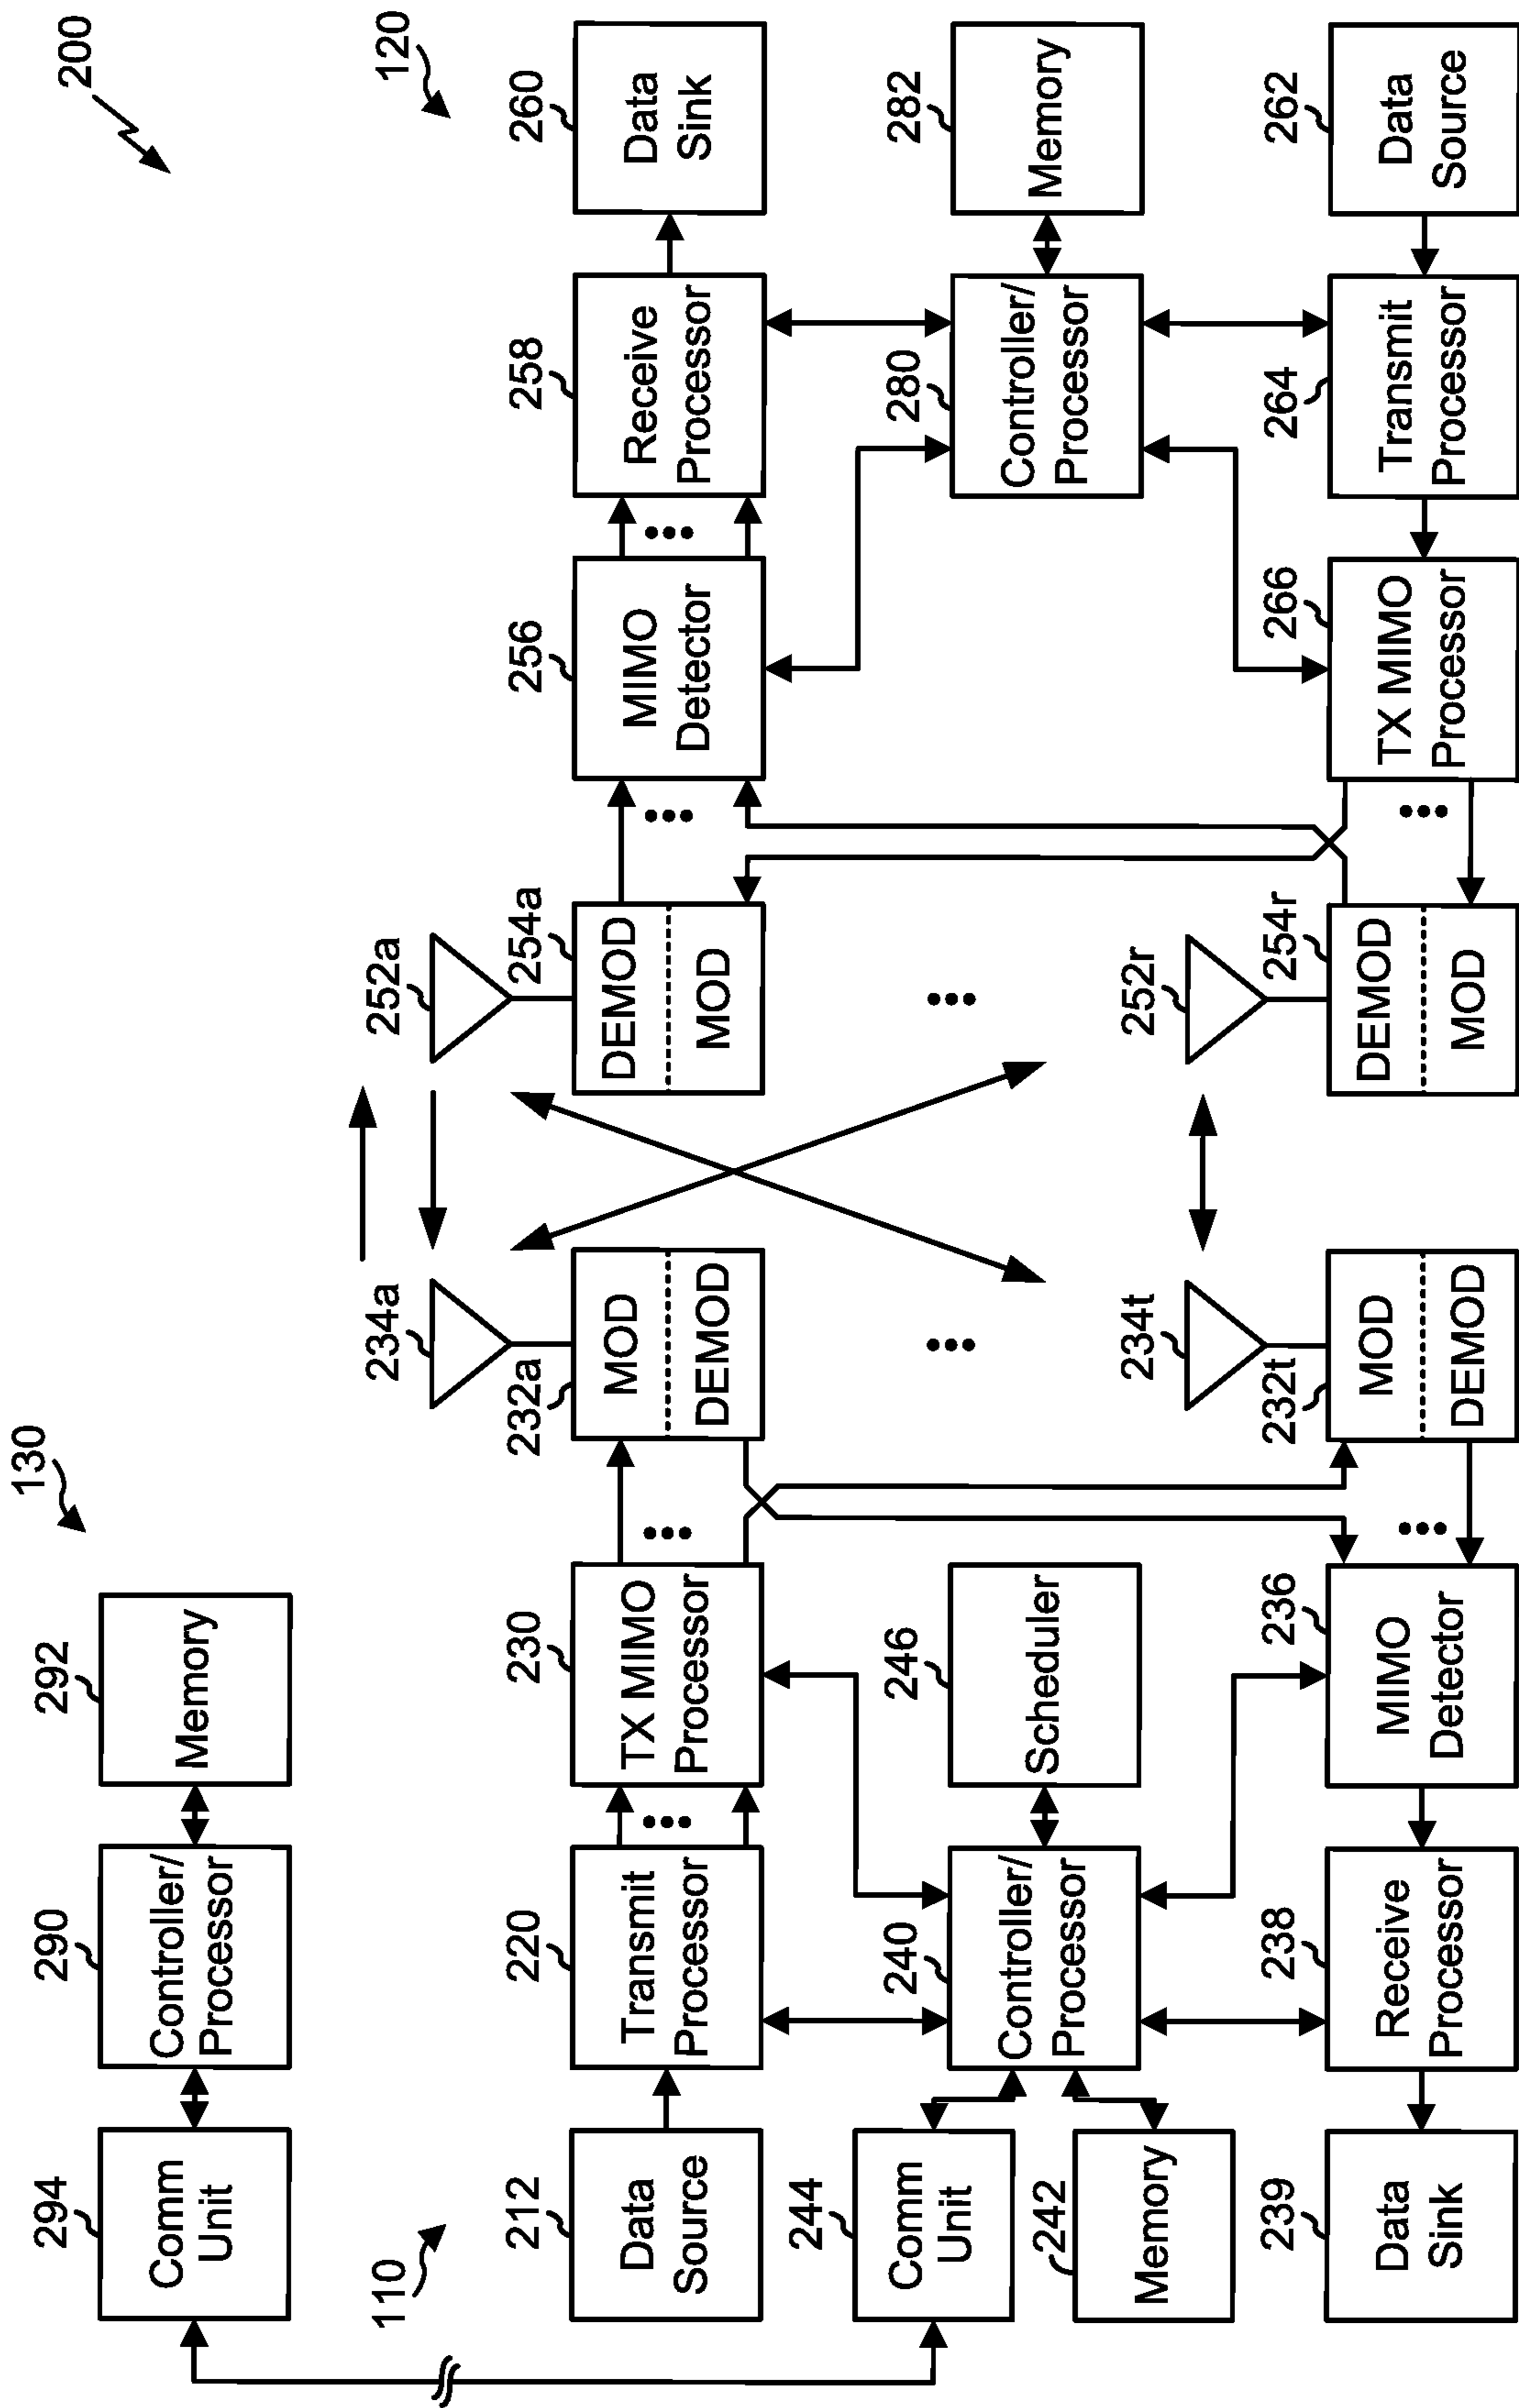 200
130
294
Comm
Unit
290
Controller/
Processor
292
Memory
110
120
212
Data
Source
220
Transmit
Processor
230
TX MIMO
Processor
232a
MOD
DEMOD
234a
252a
254a
DEMOD
MOD
256
MIMO
Detector
258
Receive
Processor
260
Data
Sink
244
Comm
Unit
242
Memory
240
Controller/
Processor
246
Scheduler
280
Controller/
Processor
282
Memory
239
Data
Sink
238
Receive
Processor
236
MIMO
Detector
232t
MOD
DEMOD
234t
252r
254r
DEMOD
MOD
266
TX MIMO
Processor
264
Transmit
Processor
262
Data
Source